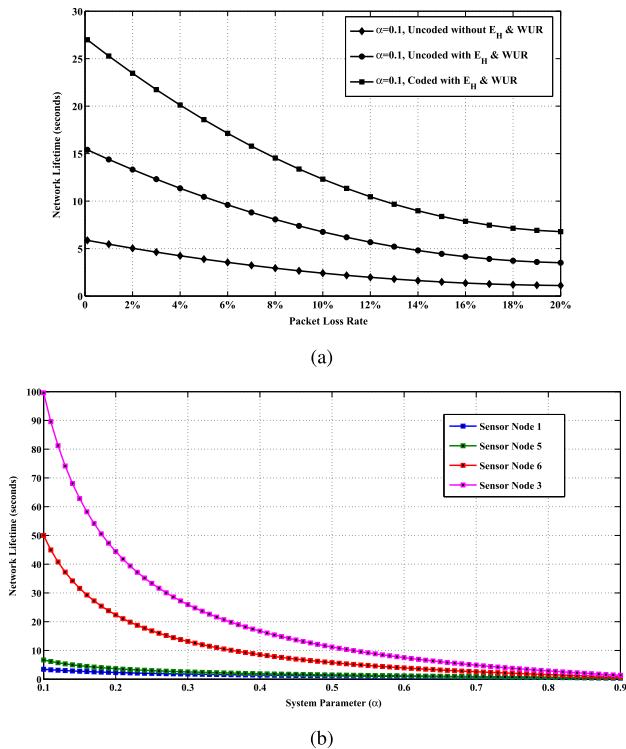 30
25
20
15
10
5
0
Network Lifetime (seconds)
α=0.1, Uncoded without E_H & WUR
α=0.1, Uncoded with E_H & WUR
α=0.1, Coded with E_H & WUR
0 2% 4% 6% 8% 10% 12% 14% 16% 18% 20%
Packet Loss Rate
(a)
100
90
80
70
60
50
40
30
20
10
0
Network Lifetime (seconds)
Sensor Node 1
Sensor Node 5
Sensor Node 6
Sensor Node 3
0.1 0.2 0.3 0.4 0.5 0.6 0.7 0.8 0.9
System Parameter (α)
(b)